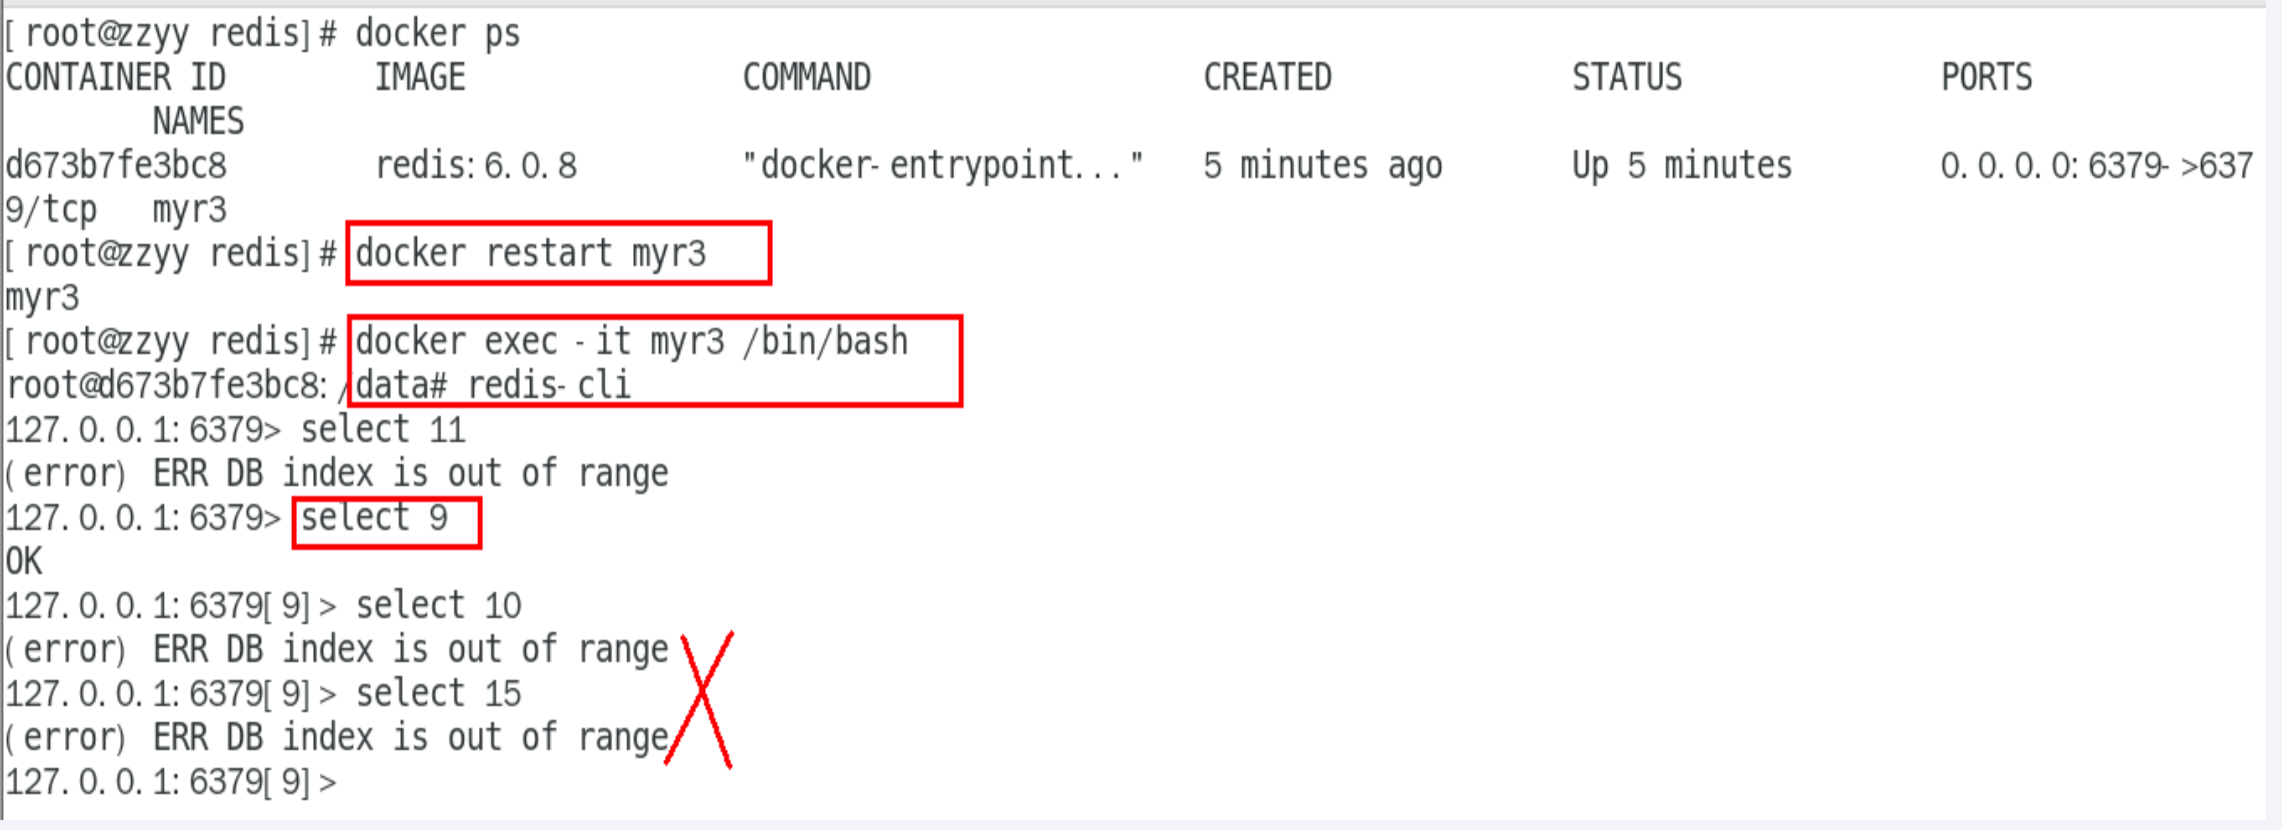 [root@zzyy redis]# docker ps
CONTAINER ID        IMAGE               COMMAND                  CREATED             STATUS              PORTS
        NAMES
d673b7fe3bc8        redis:6.0.8         "docker-entrypoint..."   5 minutes ago       Up 5 minutes        0.0.0.0:6379->637
9/tcp   myr3
[root@zzyy redis]# docker restart myr3
myr3
[root@zzyy redis]# docker exec -it myr3 /bin/bash
root@d673b7fe3bc8:/data# redis-cli
127.0.0.1:6379> select 11
(error) ERR DB index is out of range
127.0.0.1:6379> select 9
OK
127.0.0.1:6379[9]> select 10
(error) ERR DB index is out of range
127.0.0.1:6379[9]> select 15
(error) ERR DB index is out of range
127.0.0.1:6379[9]>